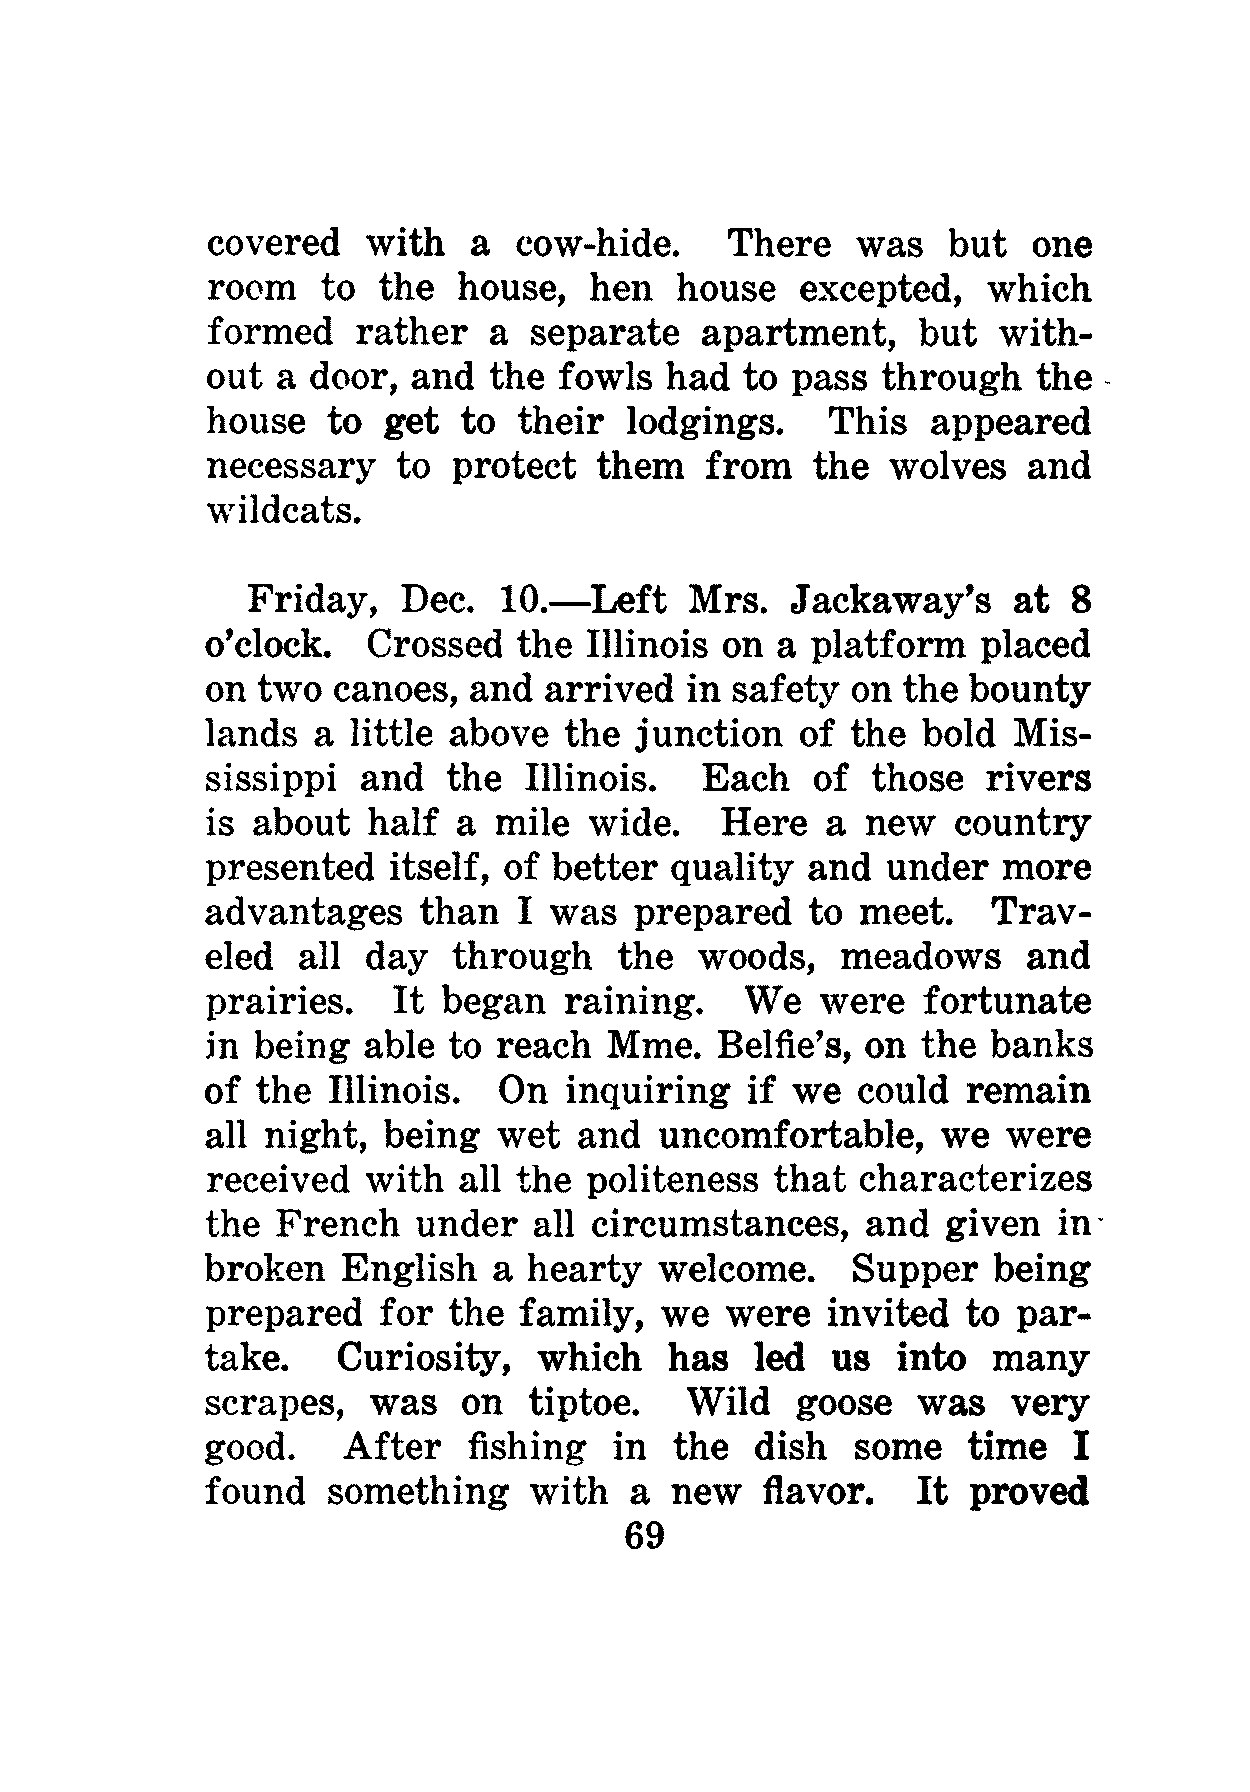 covered with a cow-hide. There was but one
room to the house, hen house excepted, which
formed rather a separate apartment, but with-
out a door, and the fowls had to pass through the
house to get to their lodgings. This appeared
necessary to protect them from the wolves and
wildcats.
Friday, Dec. 10.—Left Mrs. Jackaway's at 8
o'clock. Crossed the Illinois on a platform placed
on two canoes, and arrived in safety on the bounty
lands a little above the junction of the bold Mis-
sissippi and the Illinois. Each of those rivers
is about half a mile wide. Here a new country
presented itself, of better quality and under more
advantages than I was prepared to meet. Trav-
eled all day through the woods, meadows and
prairies. It began raining. We were fortunate
in being able to reach Mme. Belfie's, on the banks
of the Illinois. On inquiring if we could remain
all night, being wet and uncomfortable, we were
received with all the politeness that characterizes
the French under all circumstances, and given in
broken English a hearty welcome. Supper being
prepared for the family, we were invited to par-
take. Curiosity, which has led us into many
scrapes, was on tiptoe. Wild goose was very
good. After fishing in the dish some time I
found something with a new flavor. It proved
69